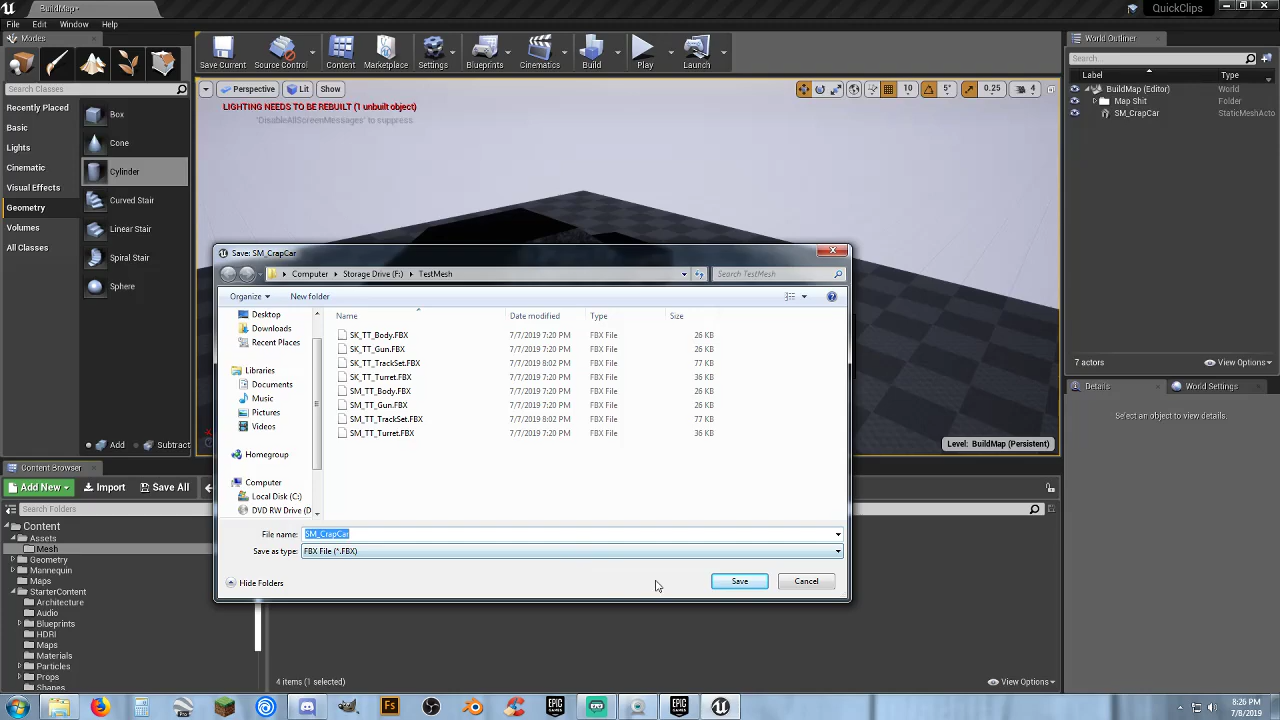 BuildMap*
QuickClips
File Edit Window Help
Modes
Search Classes
Recently Placed
Basic
Lights
Cinematic
Visual Effects
Geometry
Volumes
All Classes
Box
Cone
Cylinder
Curved Stair
Linear Stair
Spiral Stair
Sphere
Add Subtract
Save Current Source Control Content Marketplace Settings Blueprints Cinematics Build Play Launch
Perspective Lit Show 10 5° 0.25 4
LIGHTING NEEDS TO BE REBUILT (1 unbuilt object)
'DisableAllScreenMessages' to suppress
Level: BuildMap (Persistent)
World Outliner
Search...
Label Type
BuildMap (Editor) World
Map Shit Folder
SM_CrapCar StaticMeshActo
7 actors View Options
Details World Settings
Select an object to view details.
Save: SM_CrapCar
Computer Storage Drive (F:) TestMesh Search TestMesh
Organize New folder
Desktop
Downloads
Recent Places
Libraries
Documents
Music
Pictures
Videos
Homegroup
Computer
Local Disk (C:)
DVD RW Drive (D
Name Date modified Type Size
SK_TT_Body.FBX 7/7/2019 7:20 PM FBX File 26 KB
SK_TT_Gun.FBX 7/7/2019 7:20 PM FBX File 26 KB
SK_TT_TrackSet.FBX 7/7/2019 8:02 PM FBX File 77 KB
SK_TT_Turret.FBX 7/7/2019 7:20 PM FBX File 36 KB
SM_TT_Body.FBX 7/7/2019 7:20 PM FBX File 26 KB
SM_TT_Gun.FBX 7/7/2019 7:20 PM FBX File 26 KB
SM_TT_TrackSet.FBX 7/7/2019 8:02 PM FBX File 77 KB
SM_TT_Turret.FBX 7/7/2019 7:20 PM FBX File 36 KB
File name: SM_CrapCar
Save as type: FBX File (*.FBX)
Hide Folders Save Cancel
Content Browser
Add New Import Save All
Search Folders
Content
Assets
Mesh
Geometry
Mannequin
Maps
StarterContent
Architecture
Audio
Blueprints
HDRI
Maps
Materials
Particles
Props
Shapes
4 items (1 selected) View Options
Pro Fs EPIC GAMES EPIC GAMES
8:26 PM
7/8/2019